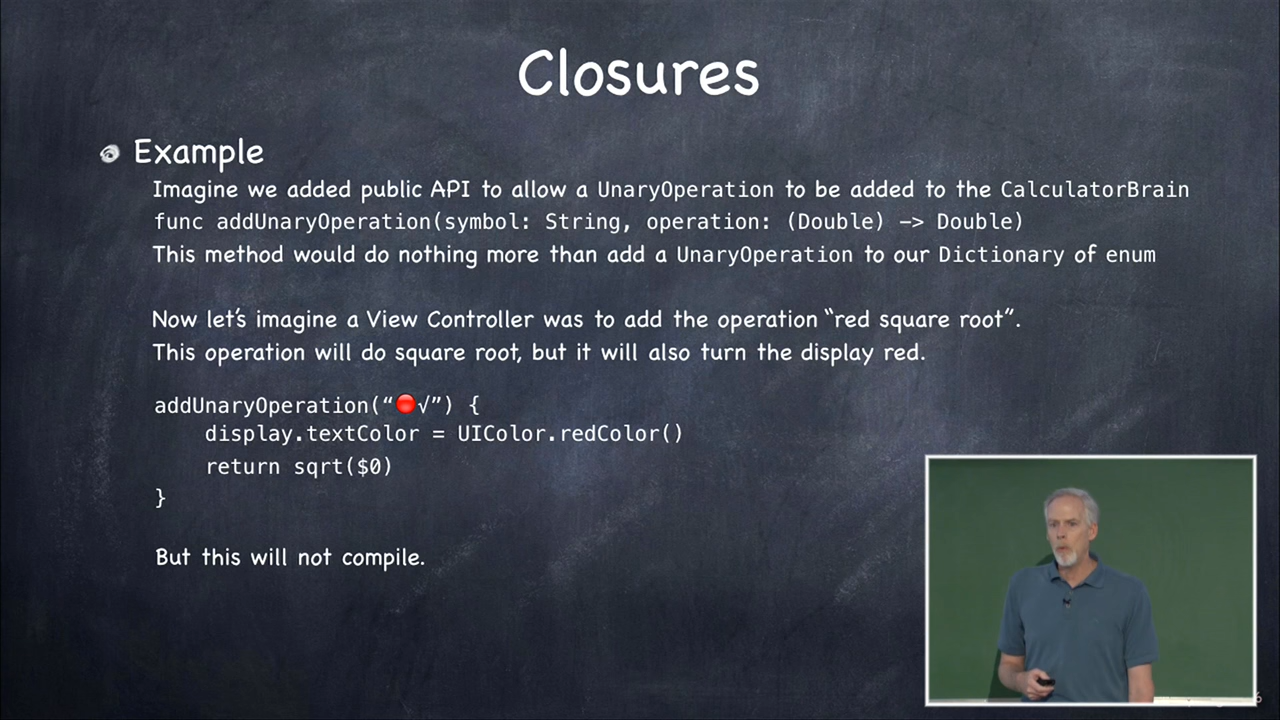 Closures
Example
Imagine we added public API to allow a UnaryOperation to be added to the CalculatorBrain
func addUnaryOperation(symbol: String, operation: (Double) -> Double)
This method would do nothing more than add a UnaryOperation to our Dictionary of enum
Now let's imagine a View Controller was to add the operation “red square root”.
This operation will do square root, but it will also turn the display red.
addUnaryOperation(“🔴√”) {
display.textColor = UIColor.redColor()
return sqrt($0)
}
But this will not compile.